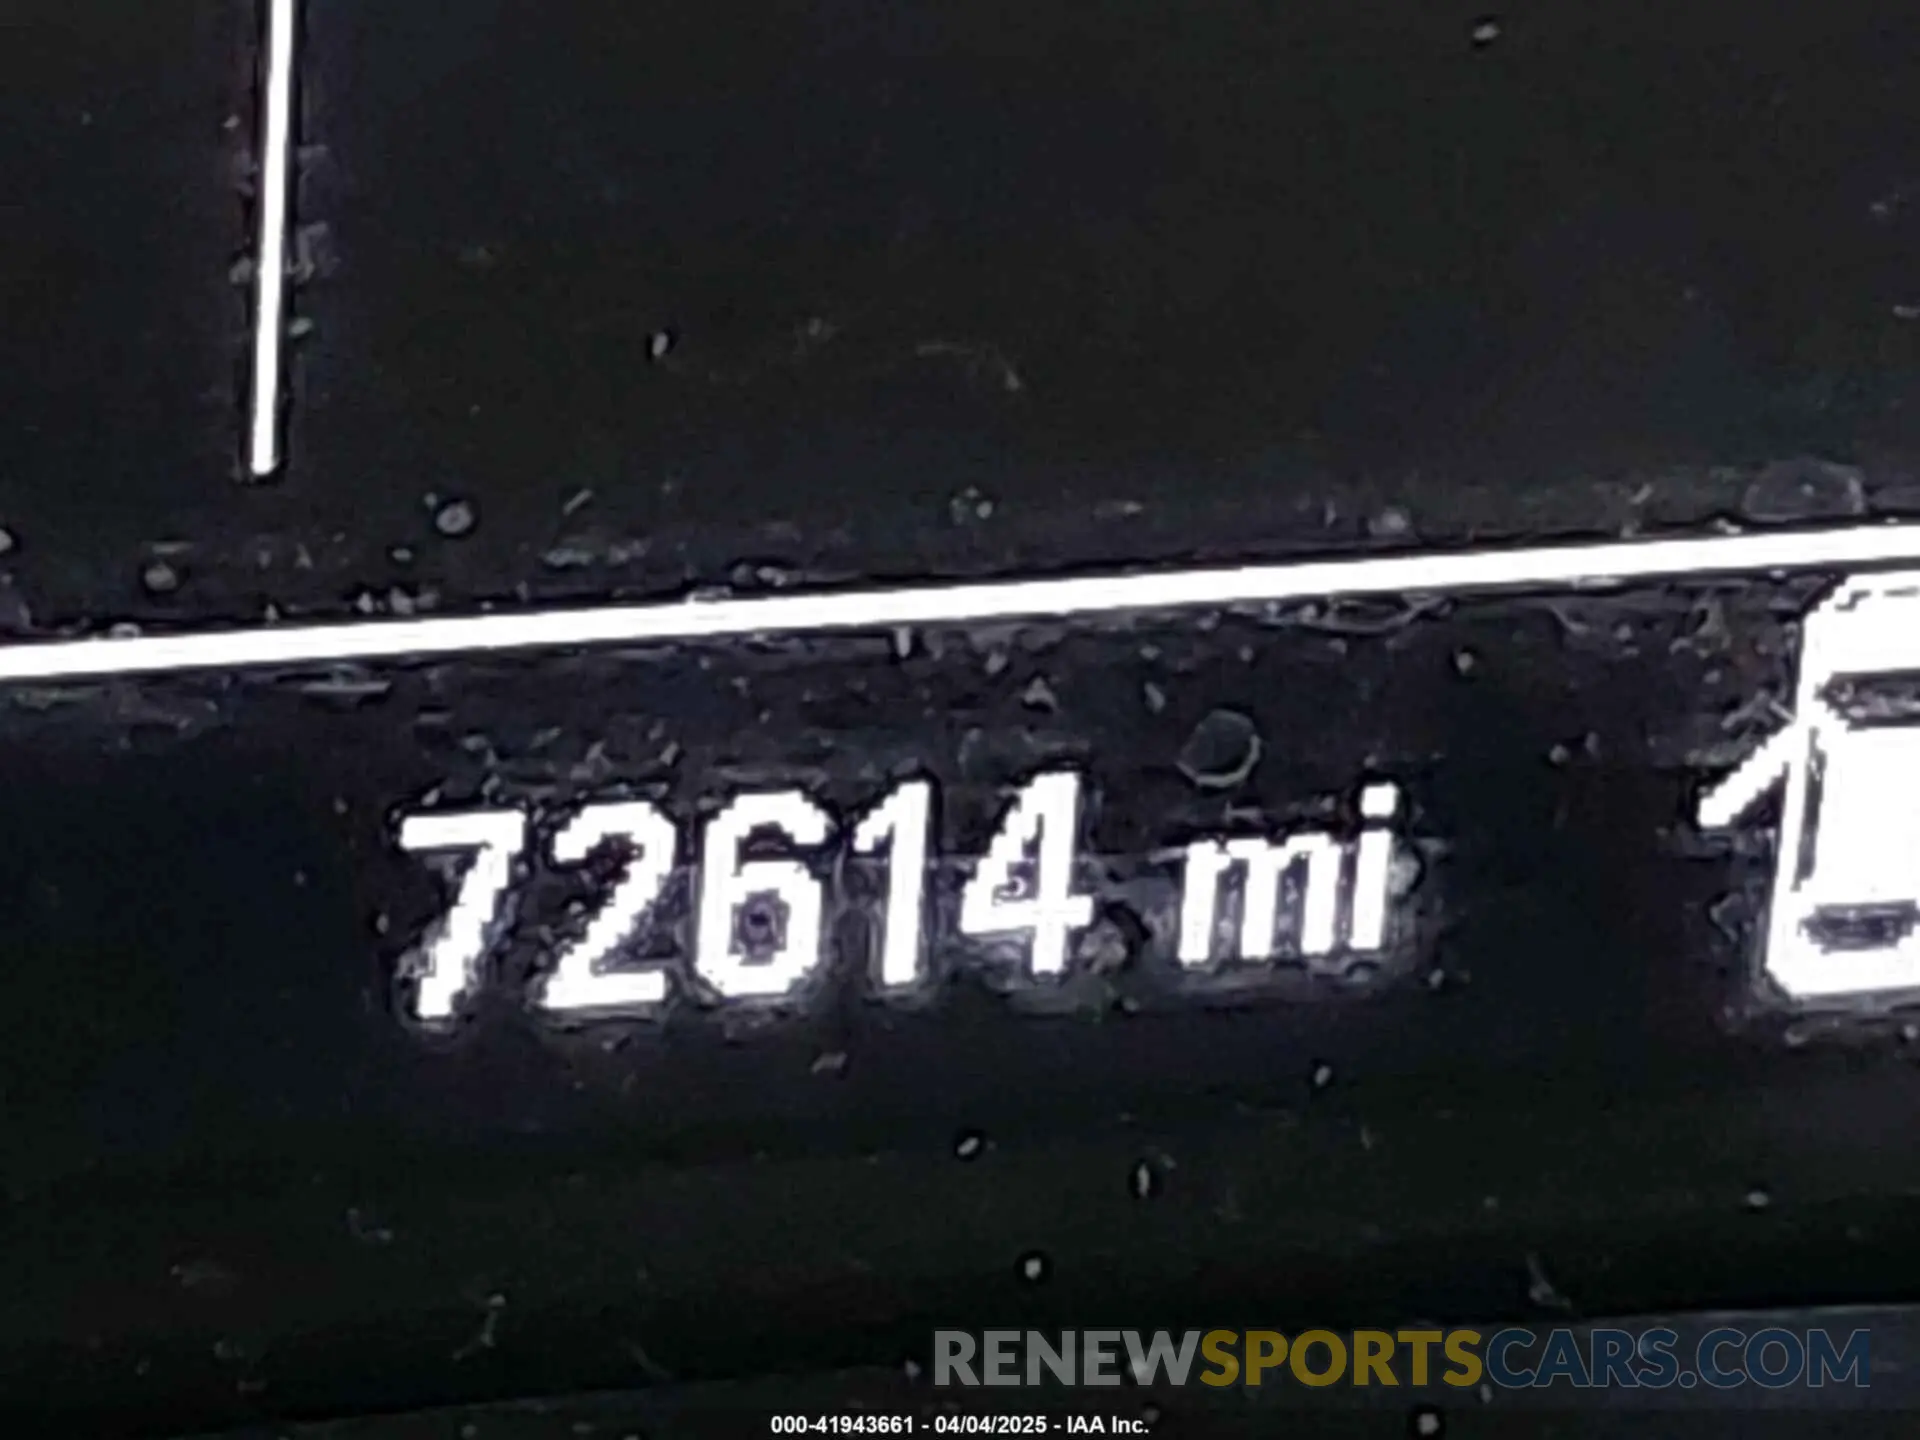 72614 mi
RENEWSPORTSCARS.COM
000-41943661 - 04/04/2025 - IAA Inc.